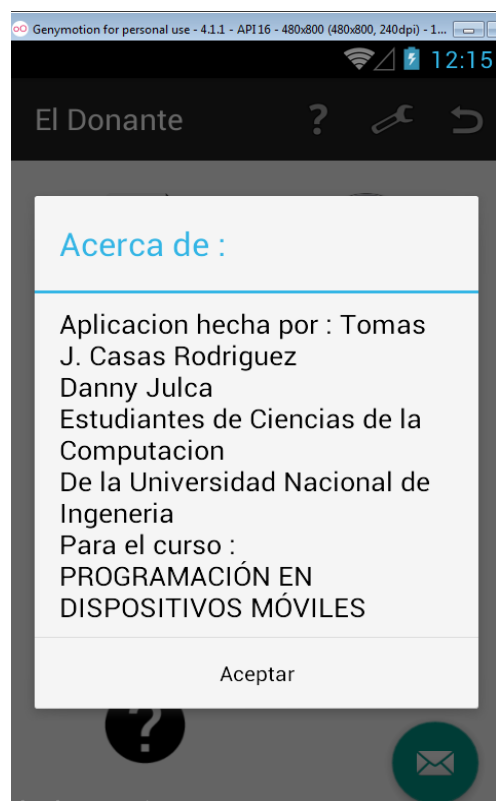 Genymotion for personal use - 4.1.1 - API 16 - 480x800 (480x800, 240dpi) - 1...
12:15
El Donante
Acerca de :
Aplicacion hecha por : Tomas
J. Casas Rodriguez
Danny Julca
Estudiantes de Ciencias de la
Computacion
De la Universidad Nacional de
Ingeneria
Para el curso :
PROGRAMACIÓN EN
DISPOSITIVOS MÓVILES
Aceptar